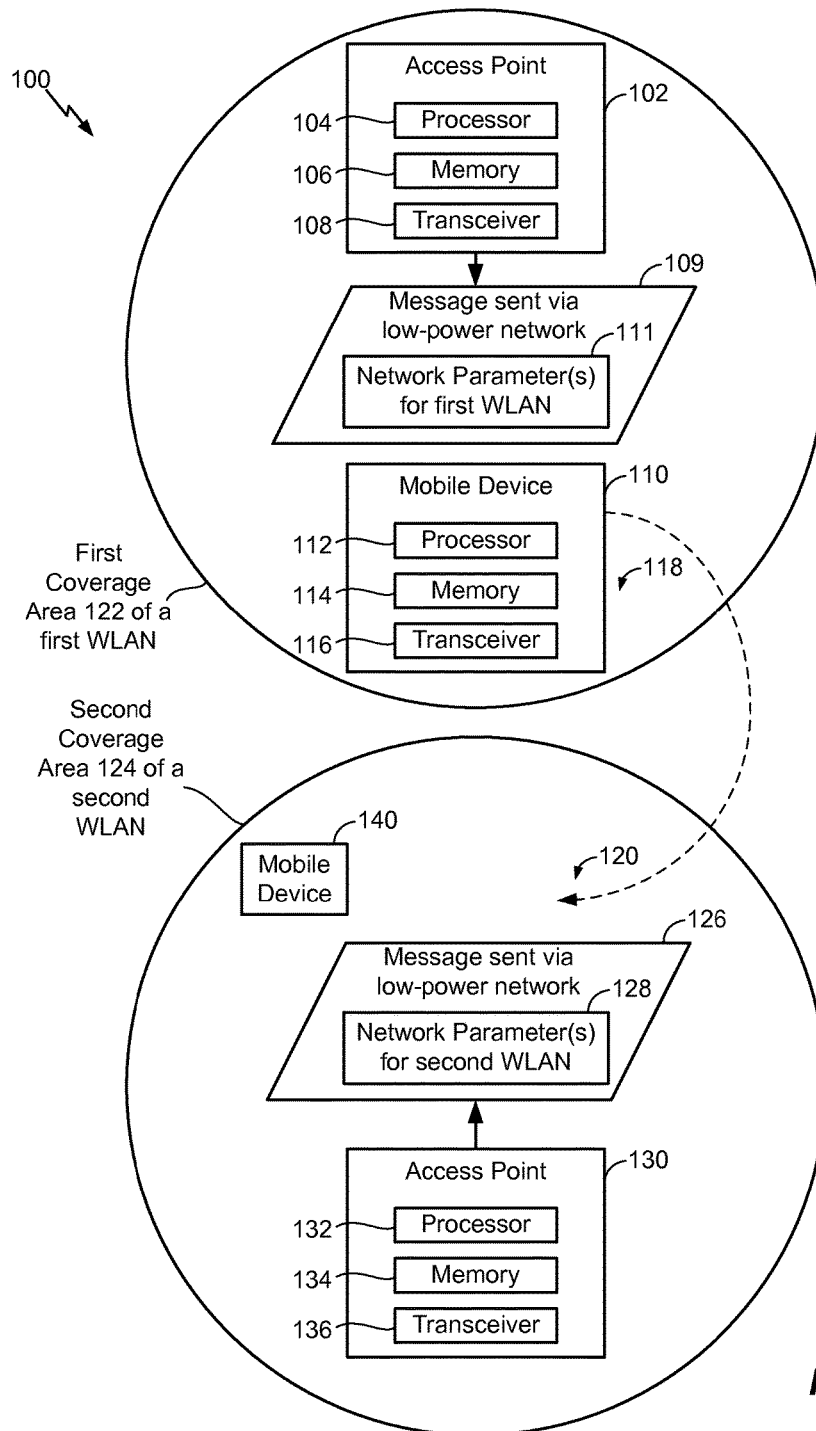 100
Access Point
102
104
Processor
106
Memory
108
Transceiver
109
Message sent via
low-power network
111
Network Parameter(s)
for first WLAN
Mobile Device
110
112
Processor
114
Memory
116
Transceiver
118
First
Coverage
Area 122 of a
first WLAN
Second
Coverage
Area 124 of a
second
WLAN
140
Mobile
Device
120
126
Message sent via
low-power network
128
Network Parameter(s)
for second WLAN
Access Point
130
132
Processor
134
Memory
136
Transceiver